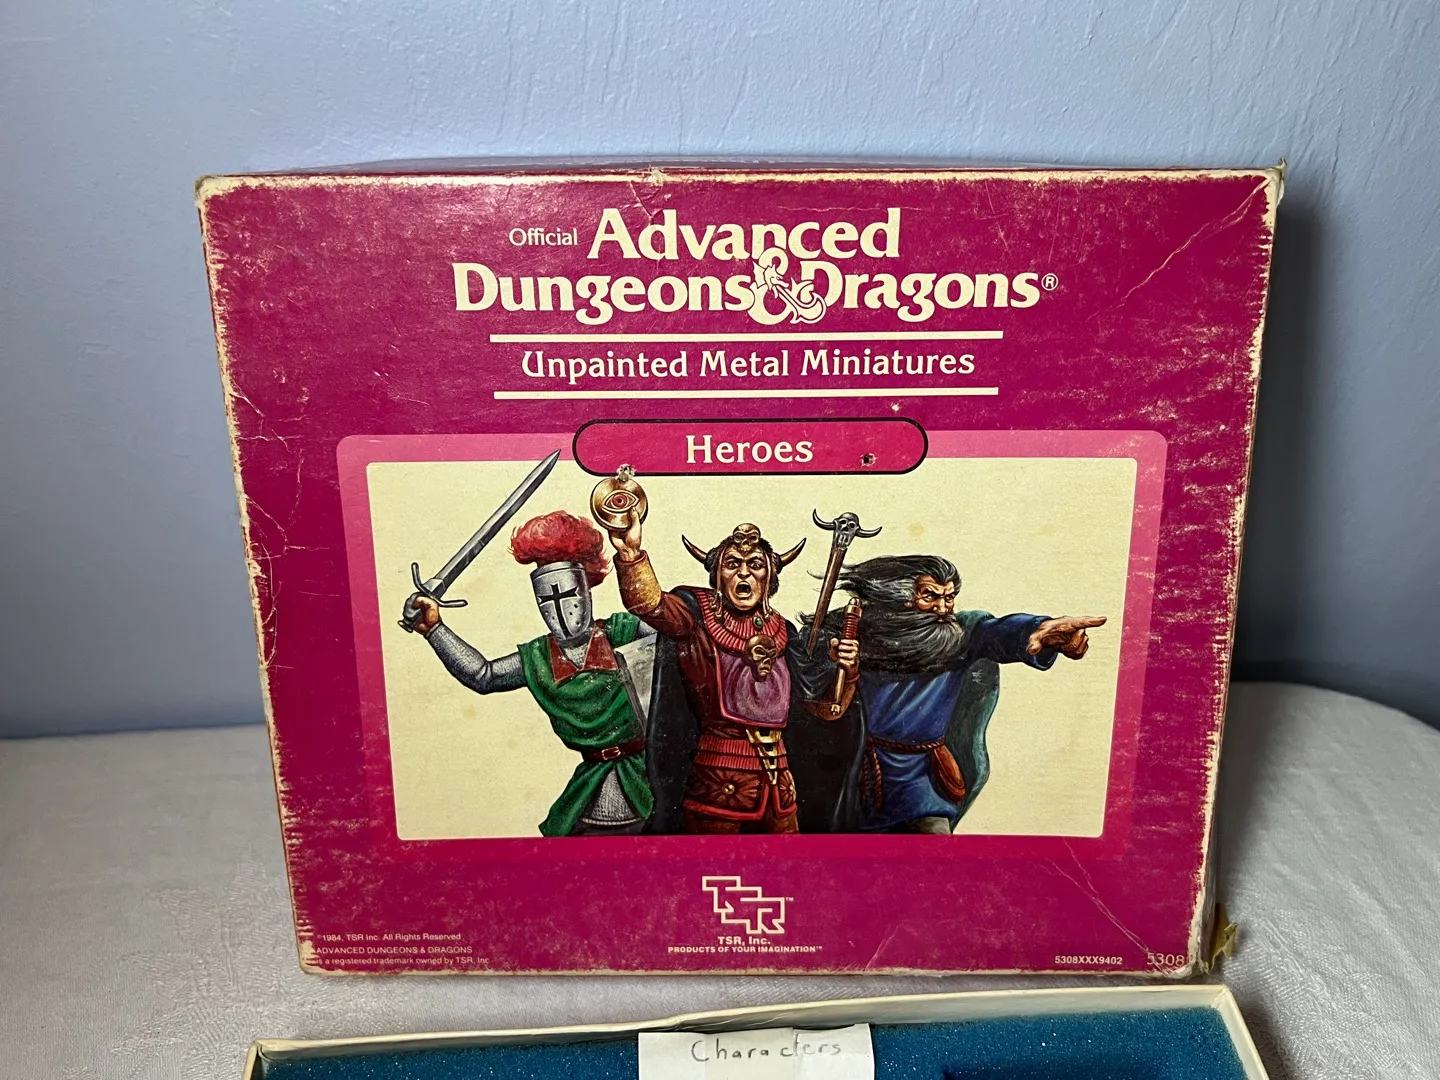 Official Advanced
Dungeons & Dragons®
Unpainted Metal Miniatures
Heroes
TSR™
TSR, Inc.
PRODUCTS OF YOUR IMAGINATION™
©1984, TSR Inc. All Rights Reserved
ADVANCED DUNGEONS & DRAGONS
is a registered trademark owned by TSR, Inc
5308XXX9402
5308
Characters